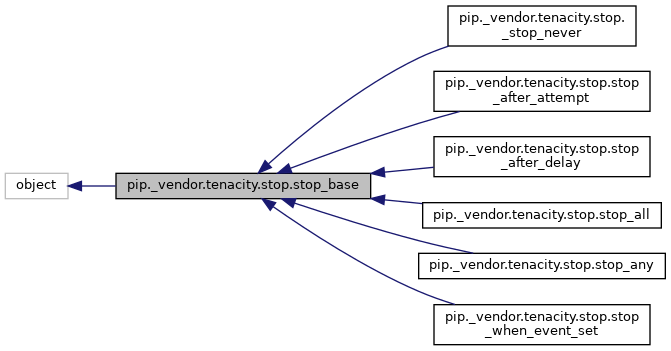 object
pip._vendor.tenacity.stop.stop_base
pip._vendor.tenacity.stop.
_stop_never
pip._vendor.tenacity.stop.stop
_after_attempt
pip._vendor.tenacity.stop.stop
_after_delay
pip._vendor.tenacity.stop.stop_all
pip._vendor.tenacity.stop.stop_any
pip._vendor.tenacity.stop.stop
_when_event_set